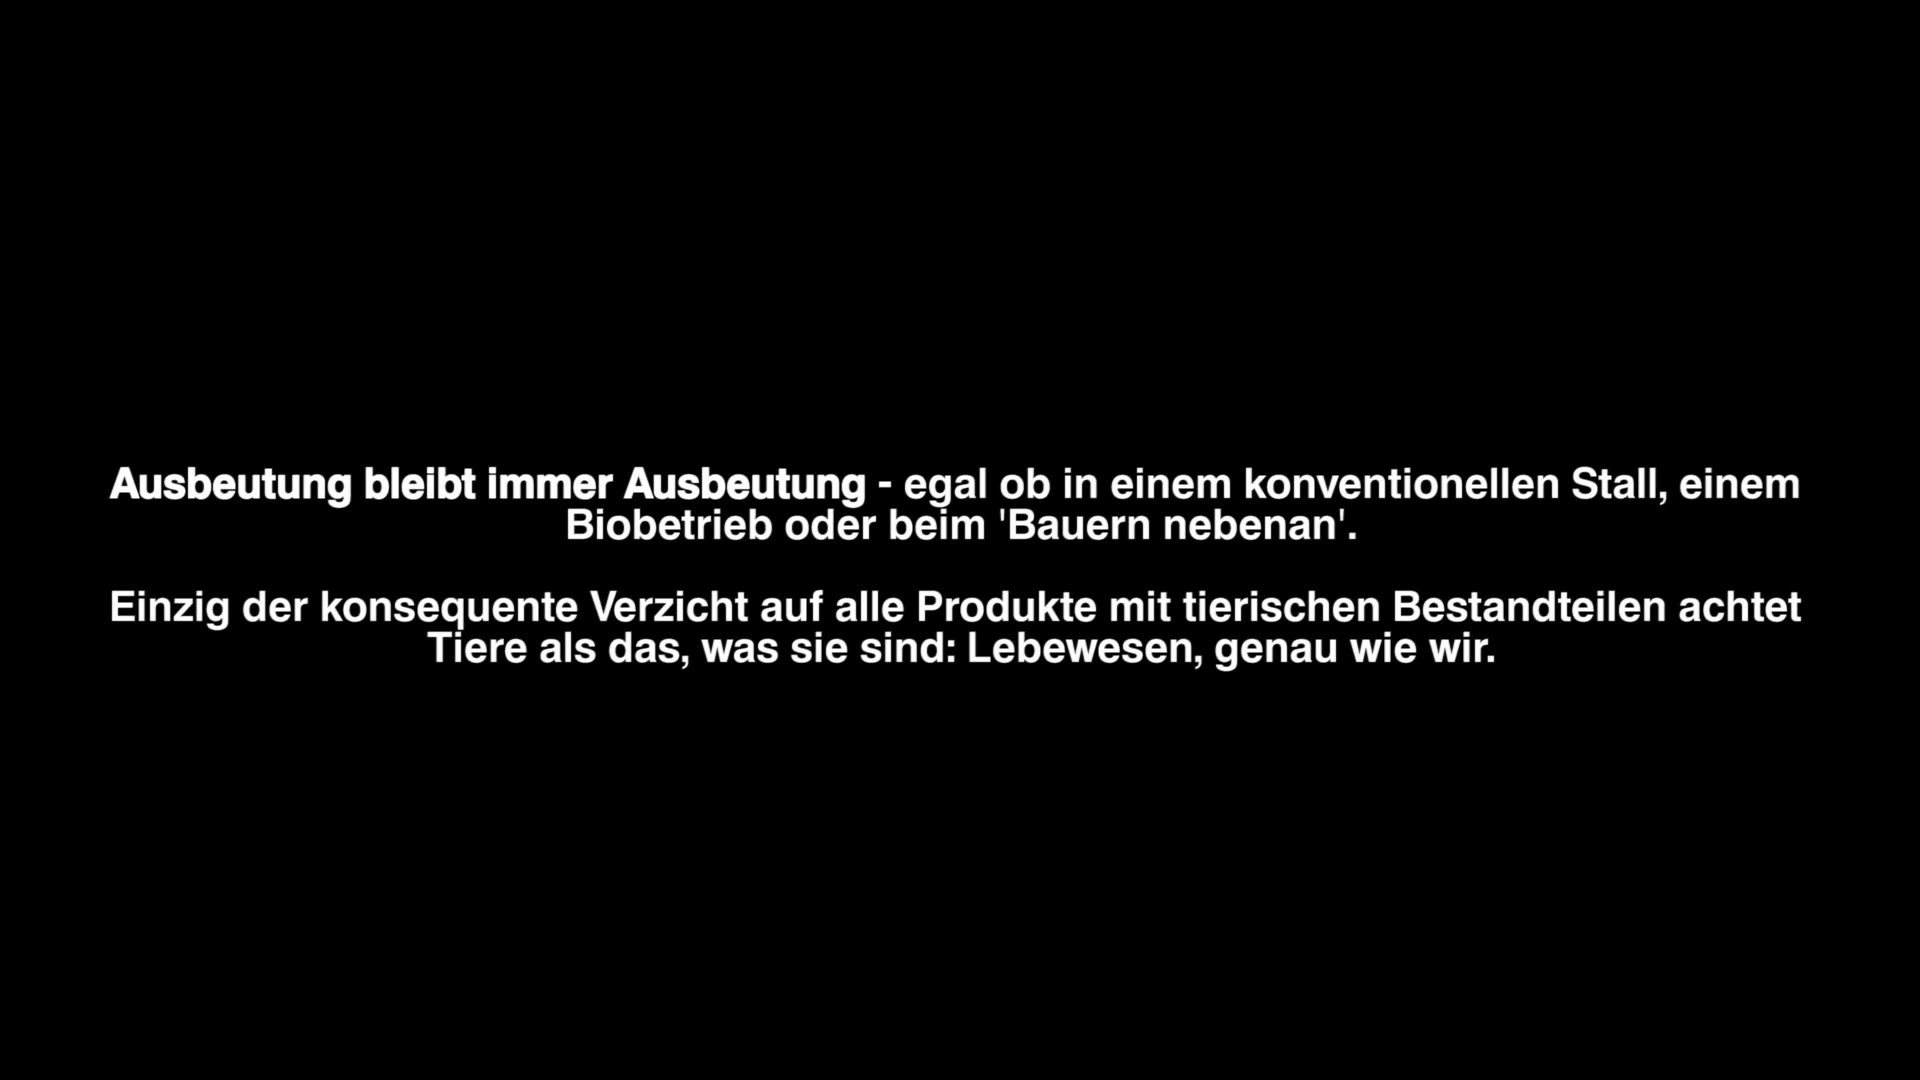 Ausbeutung bleibt immer Ausbeutung - egal ob in einem konventionellen Stall, einem
Biobetrieb oder beim 'Bauern nebenan'.
Einzig der konsequente Verzicht auf alle Produkte mit tierischen Bestandteilen achtet
Tiere als das, was sie sind: Lebewesen, genau wie wir.